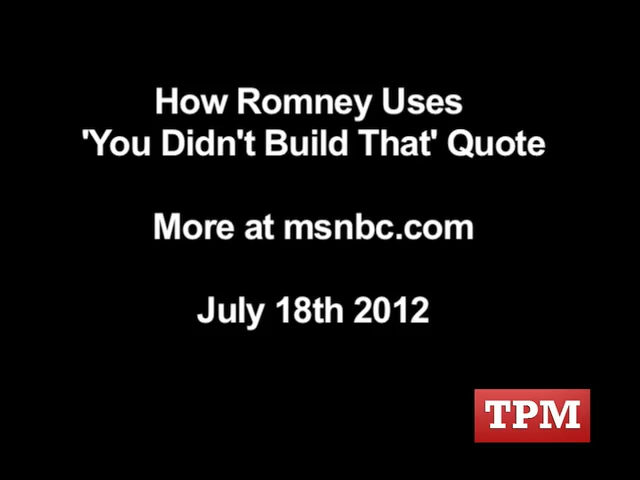 How Romney Uses
'You Didn't Build That' Quote
More at msnbc.com
July 18th 2012
TPM